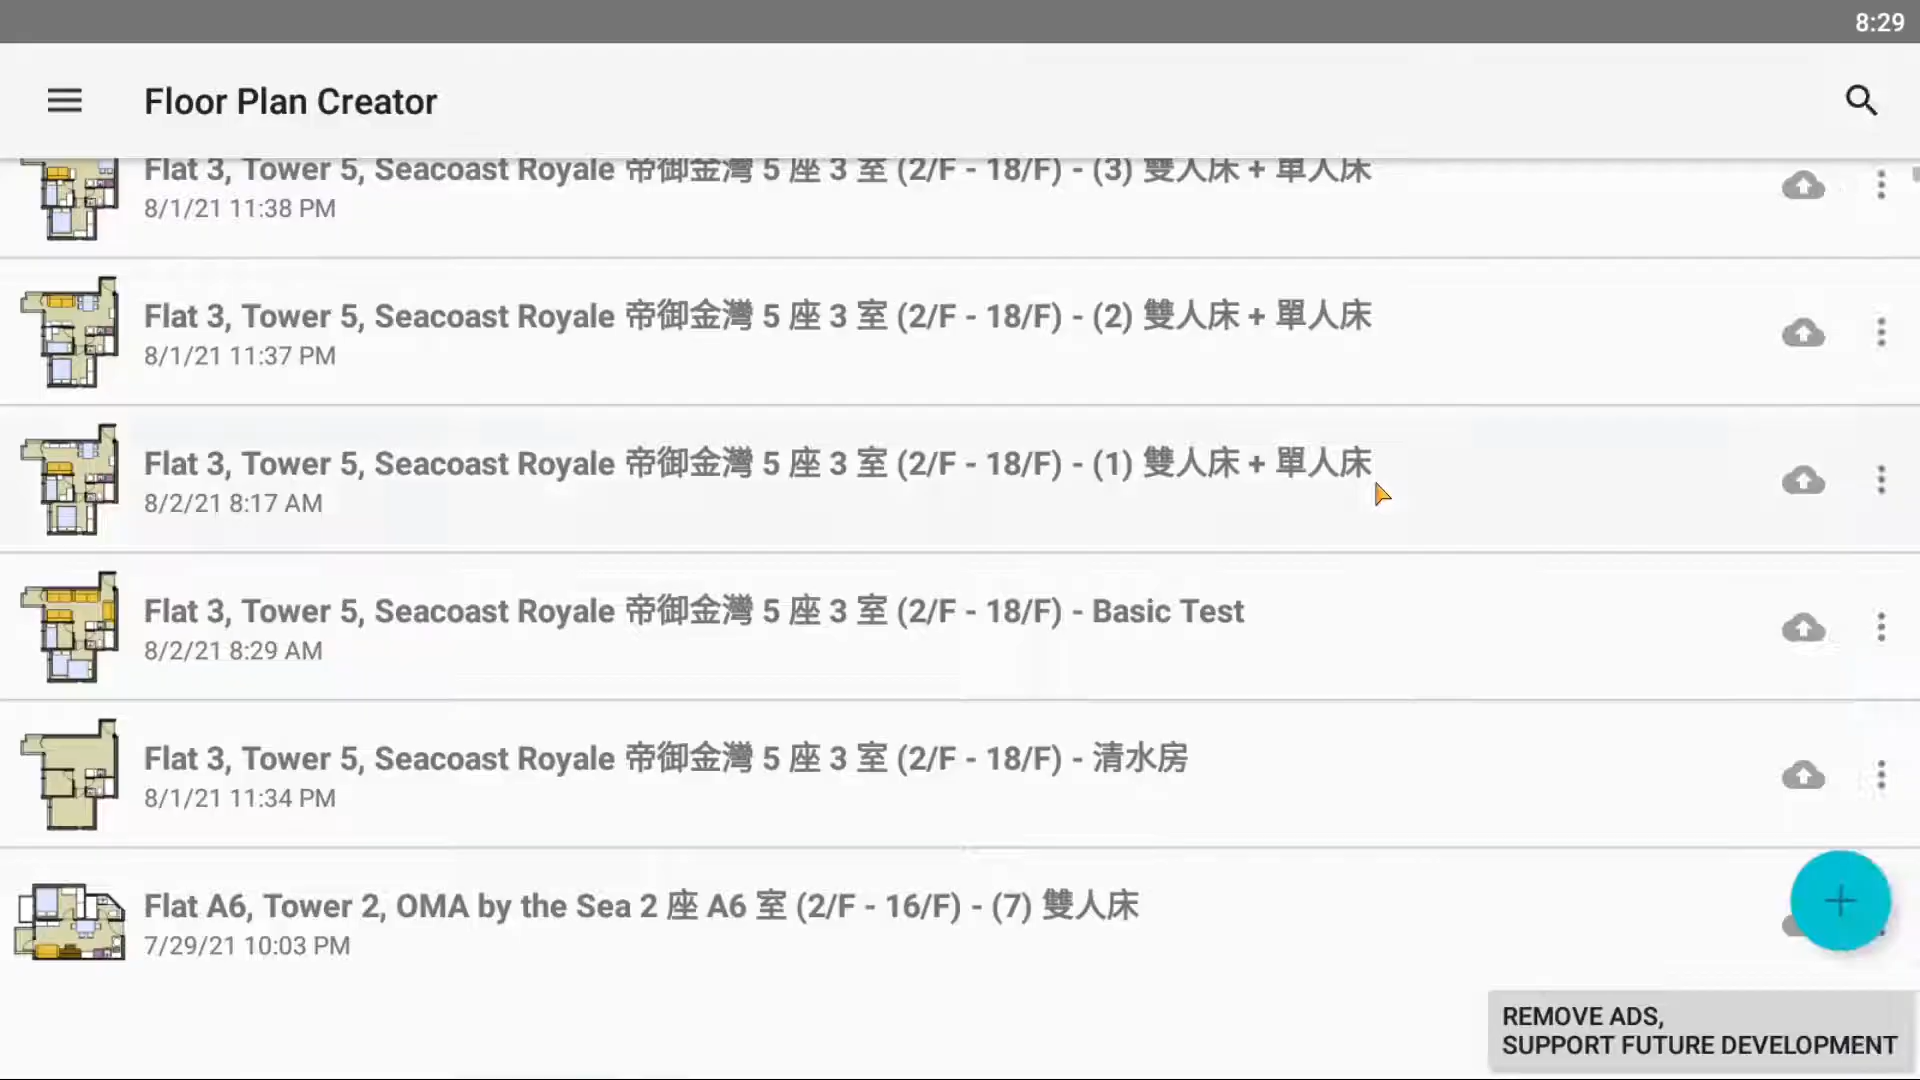 8:29
Floor Plan Creator
Flat 3, Tower 5, Seacoast Royale 帝御金灣 5 座 3 室 (2/F - 18/F) - (3) 雙人床 + 單人床
8/1/21 11:38 PM
Flat 3, Tower 5, Seacoast Royale 帝御金灣 5 座 3 室 (2/F - 18/F) - (2) 雙人床 + 單人床
8/1/21 11:37 PM
Flat 3, Tower 5, Seacoast Royale 帝御金灣 5 座 3 室 (2/F - 18/F) - (1) 雙人床 + 單人床
8/2/21 8:17 AM
Flat 3, Tower 5, Seacoast Royale 帝御金灣 5 座 3 室 (2/F - 18/F) - Basic Test
8/2/21 8:29 AM
Flat 3, Tower 5, Seacoast Royale 帝御金灣 5 座 3 室 (2/F - 18/F) - 清水房
8/1/21 11:34 PM
Flat A6, Tower 2, OMA by the Sea 2 座 A6 室 (2/F - 16/F) - (7) 雙人床
7/29/21 10:03 PM
REMOVE ADS,
SUPPORT FUTURE DEVELOPMENT